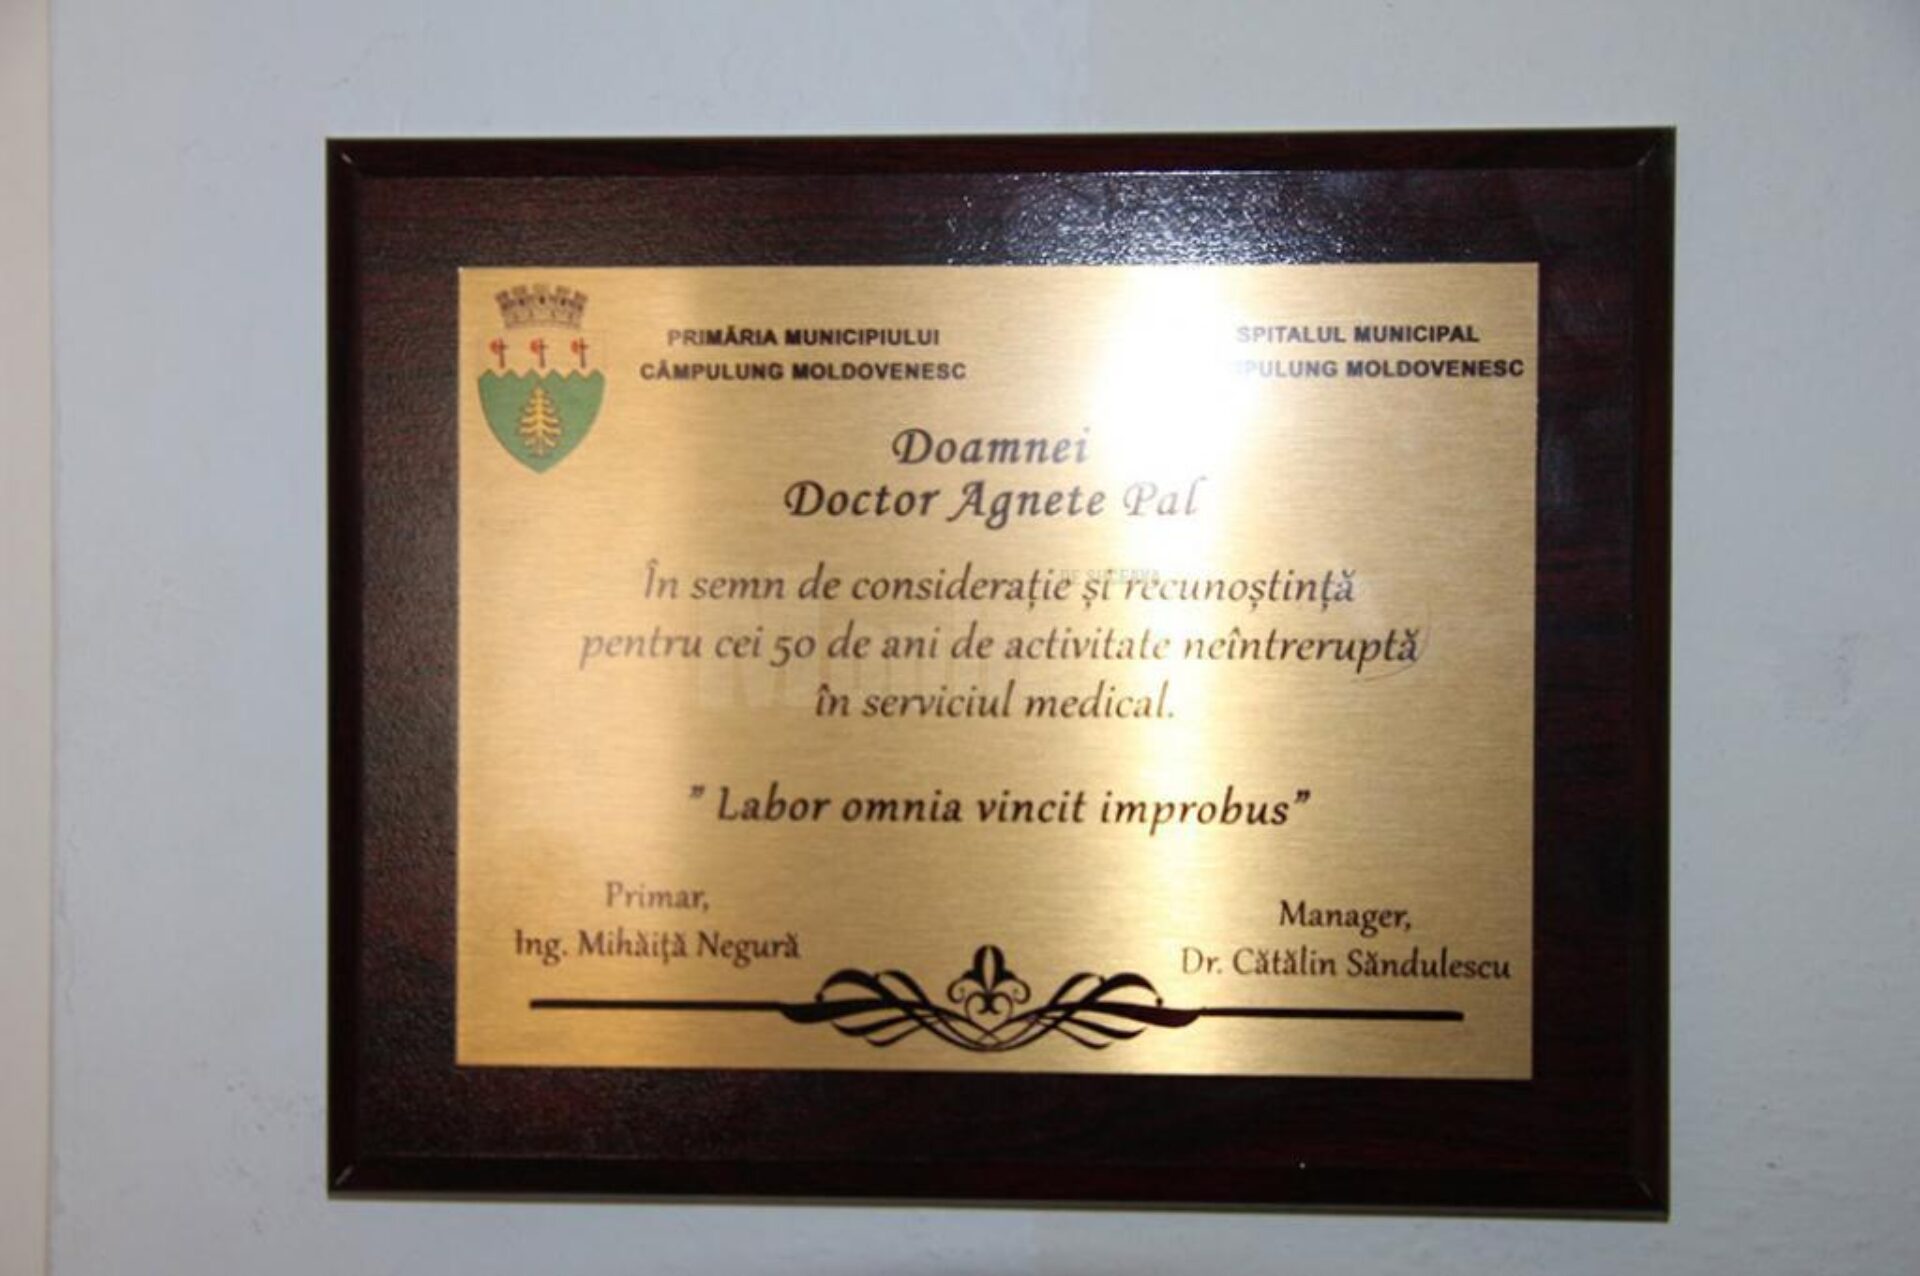 PRIMĂRIA MUNICIPIULUI
CÂMPULUNG MOLDOVENESC
SPITALUL MUNICIPAL
PULUNG MOLDOVENESC
Doamnei
Doctor Agnete Pal
În semn de considerație și recunoștință
pentru cei 50 de ani de activitate neîntreruptă
în serviciul medical.
" Labor omnia vincit improbus"
Primar,
Ing. Mihăiță Negură
Manager,
Dr. Cătălin Săndulescu